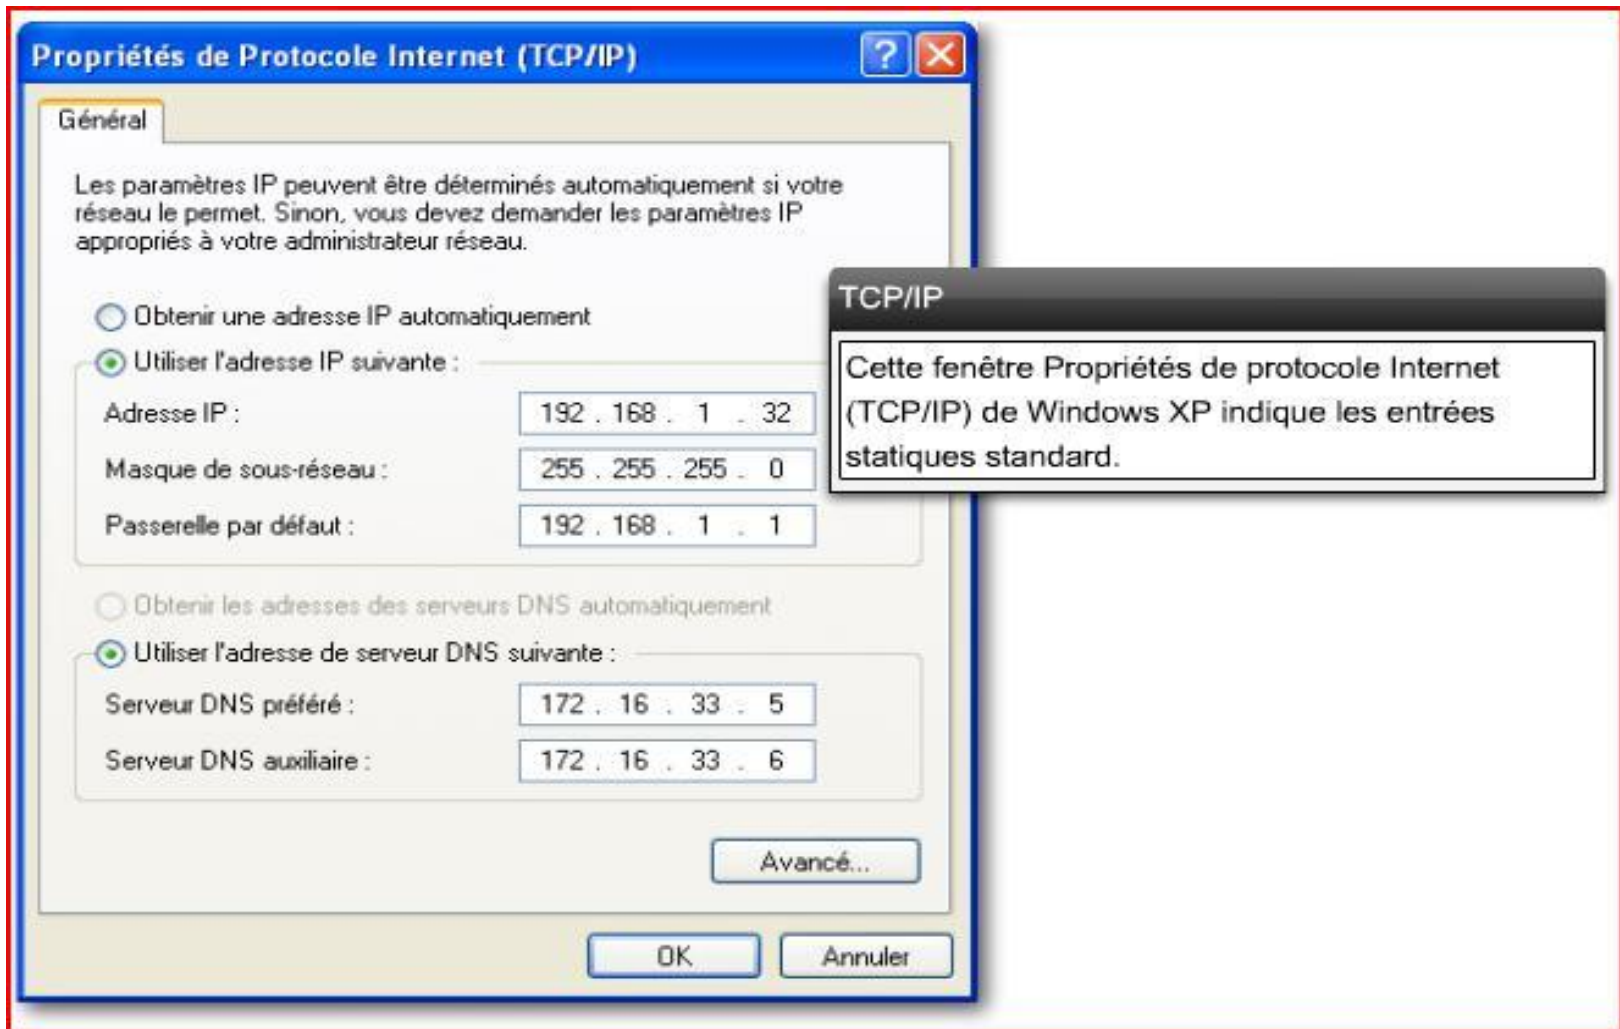 Propriétés de Protocole Internet (TCP/IP)
?
Général
Les paramètres IP peuvent être déterminés automatiquement si votre
réseau le permet. Sinon, vous devez demander les paramètres IP
appropriés à votre administrateur réseau.
Obtenir une adresse IP automatiquement
Utiliser l'adresse IP suivante :
Adresse IP : 192 . 168 . 1 . 32
Masque de sous-réseau : 255 . 255 . 255 . 0
Passerelle par défaut : 192 . 168 . 1 . 1
Obtenir les adresses des serveurs DNS automatiquement
Utiliser l'adresse de serveur DNS suivante :
Serveur DNS préféré : 172 . 16 . 33 . 5
Serveur DNS auxiliaire : 172 . 16 . 33 . 6
Avancé...
OK Annuler
TCP/IP
Cette fenêtre Propriétés de protocole Internet
(TCP/IP) de Windows XP indique les entrées
statiques standard.